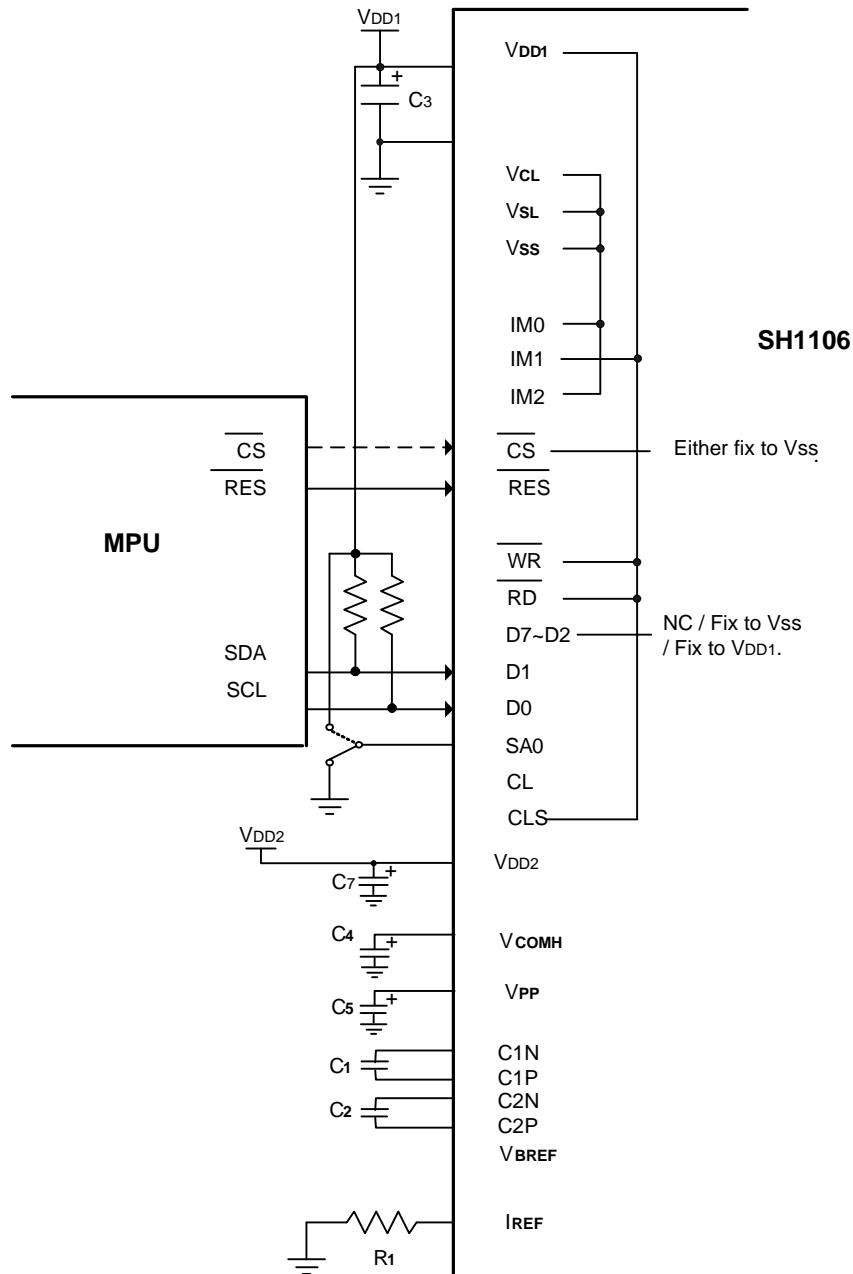 VDD1
VDD1
C3
VCL
VSL
VSS
IM0
IM1
IM2
SH1106
CS
CS
Either fix to Vss.
RES
RES
MPU
WR
RD
D7~D2
NC / Fix to Vss
/ Fix to VDD1.
SDA
D1
SCL
D0
SA0
CL
CLS
VDD2
VDD2
C7
C4
VCOMH
C5
VPP
C1
C1N
C1P
C2
C2N
C2P
VBREF
IREF
R1